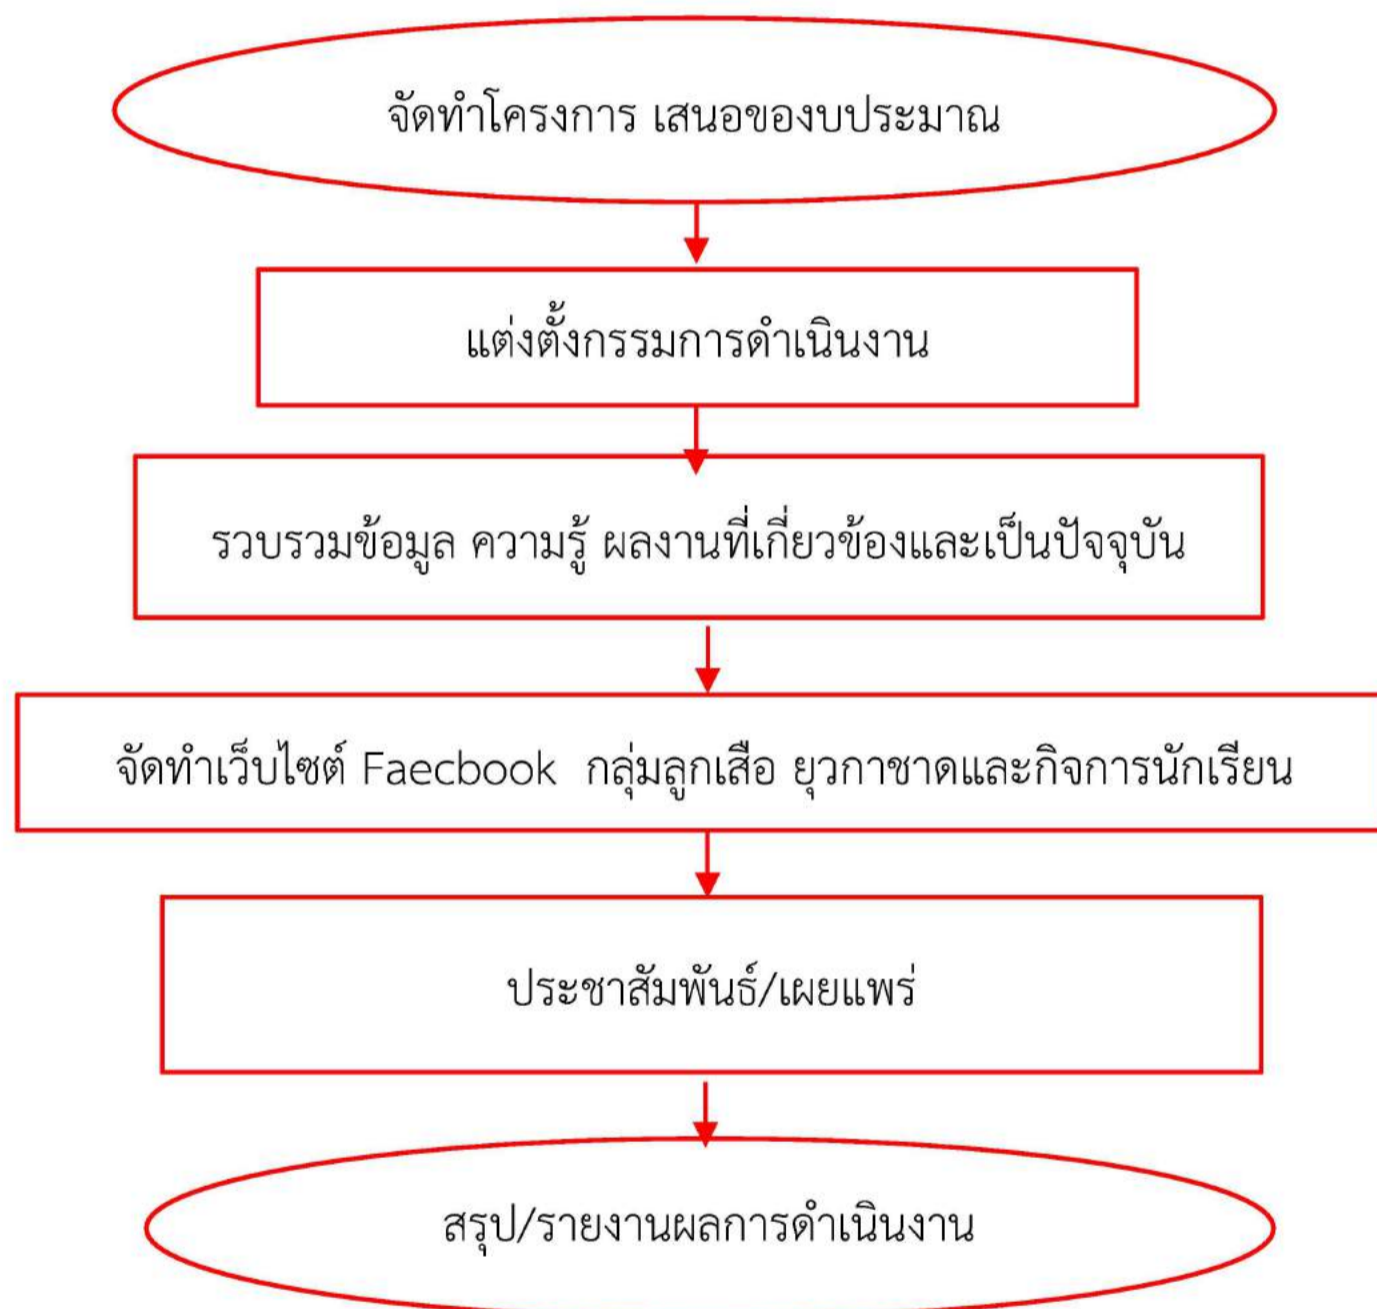 จัดทำโครงการ เสนอของบประมาณ
แต่งตั้งกรรมการดำเนินงาน
รวบรวมข้อมูล ความรู้ ผลงานที่เกี่ยวข้องและเป็นปัจจุบัน
จัดทำเว็บไซต์ Faecbook กลุ่มลูกเสือ ยุวกาชาดและกิจการนักเรียน
ประชาสัมพันธ์/เผยแพร่
สรุป/รายงานผลการดำเนินงาน